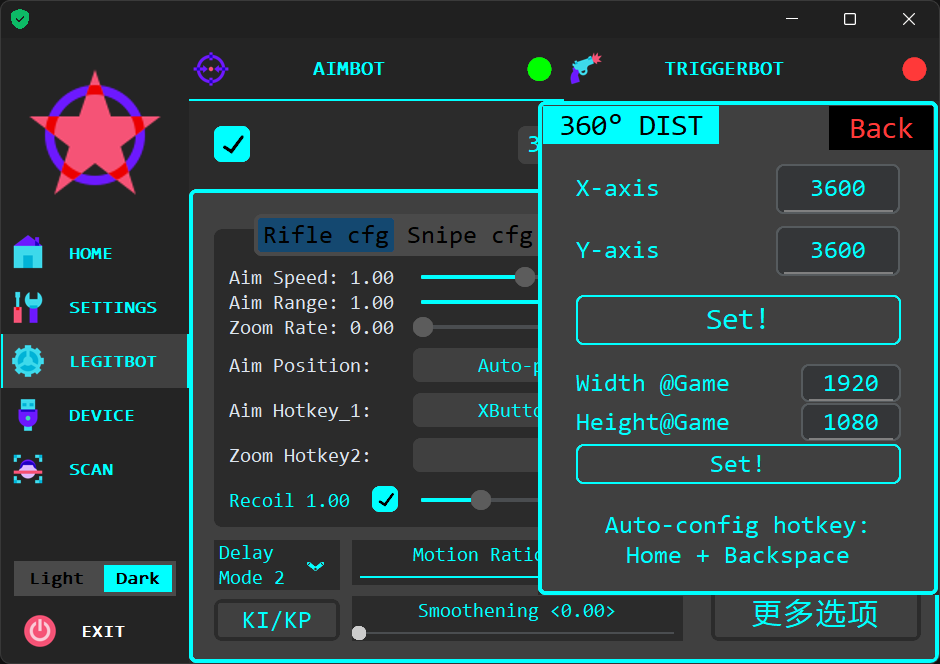 AIMBOT
TRIGGERBOT
HOME
SETTINGS
LEGITBOT
DEVICE
SCAN
Light Dark
EXIT
3
Rifle cfg Snipe cfg
Aim Speed: 1.00
Aim Range: 1.00
Zoom Rate: 0.00
Aim Position: Auto-p
Aim Hotkey_1: XButto
Zoom Hotkey2:
Recoil 1.00
Delay
Mode 2
Motion Ratio
KI/KP
Smoothening <0.00>
更多选项
360° DIST
Back
X-axis 3600
Y-axis 3600
Set!
Width @Game 1920
Height@Game 1080
Set!
Auto-config hotkey:
Home + Backspace